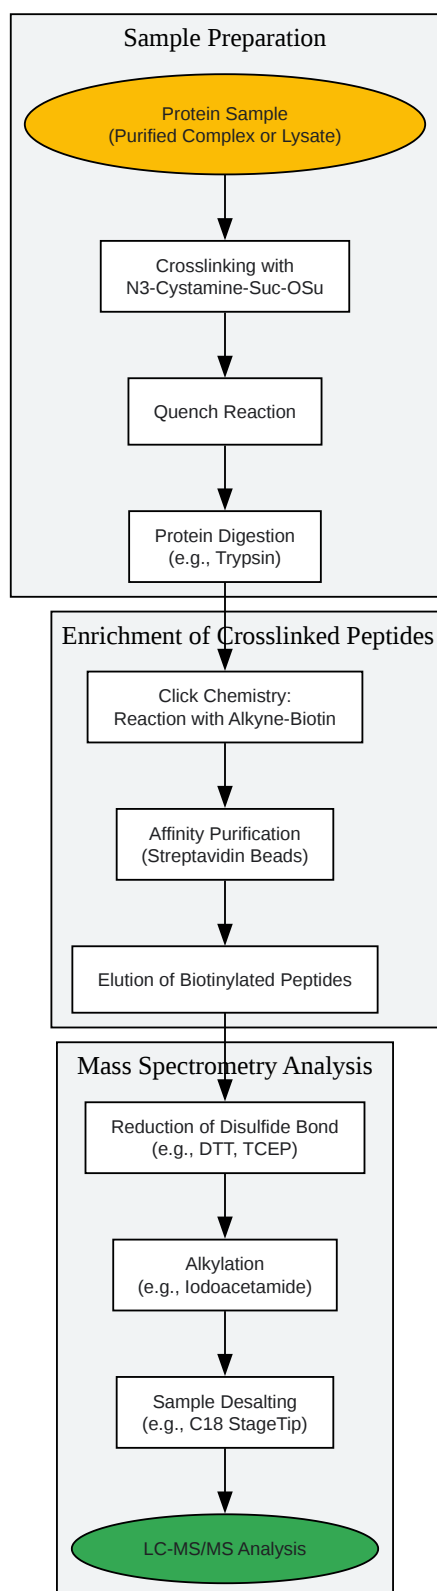 Sample Preparation
Protein Sample
(Purified Complex or Lysate)
Crosslinking with
N3-Cystamine-Suc-OSu
Quench Reaction
Protein Digestion
(e.g., Trypsin)
Enrichment of Crosslinked Peptides
Click Chemistry:
Reaction with Alkyne-Biotin
Affinity Purification
(Streptavidin Beads)
Elution of Biotinylated Peptides
Mass Spectrometry Analysis
Reduction of Disulfide Bond
(e.g., DTT, TCEP)
Alkylation
(e.g., Iodoacetamide)
Sample Desalting
(e.g., C18 StageTip)
LC-MS/MS Analysis